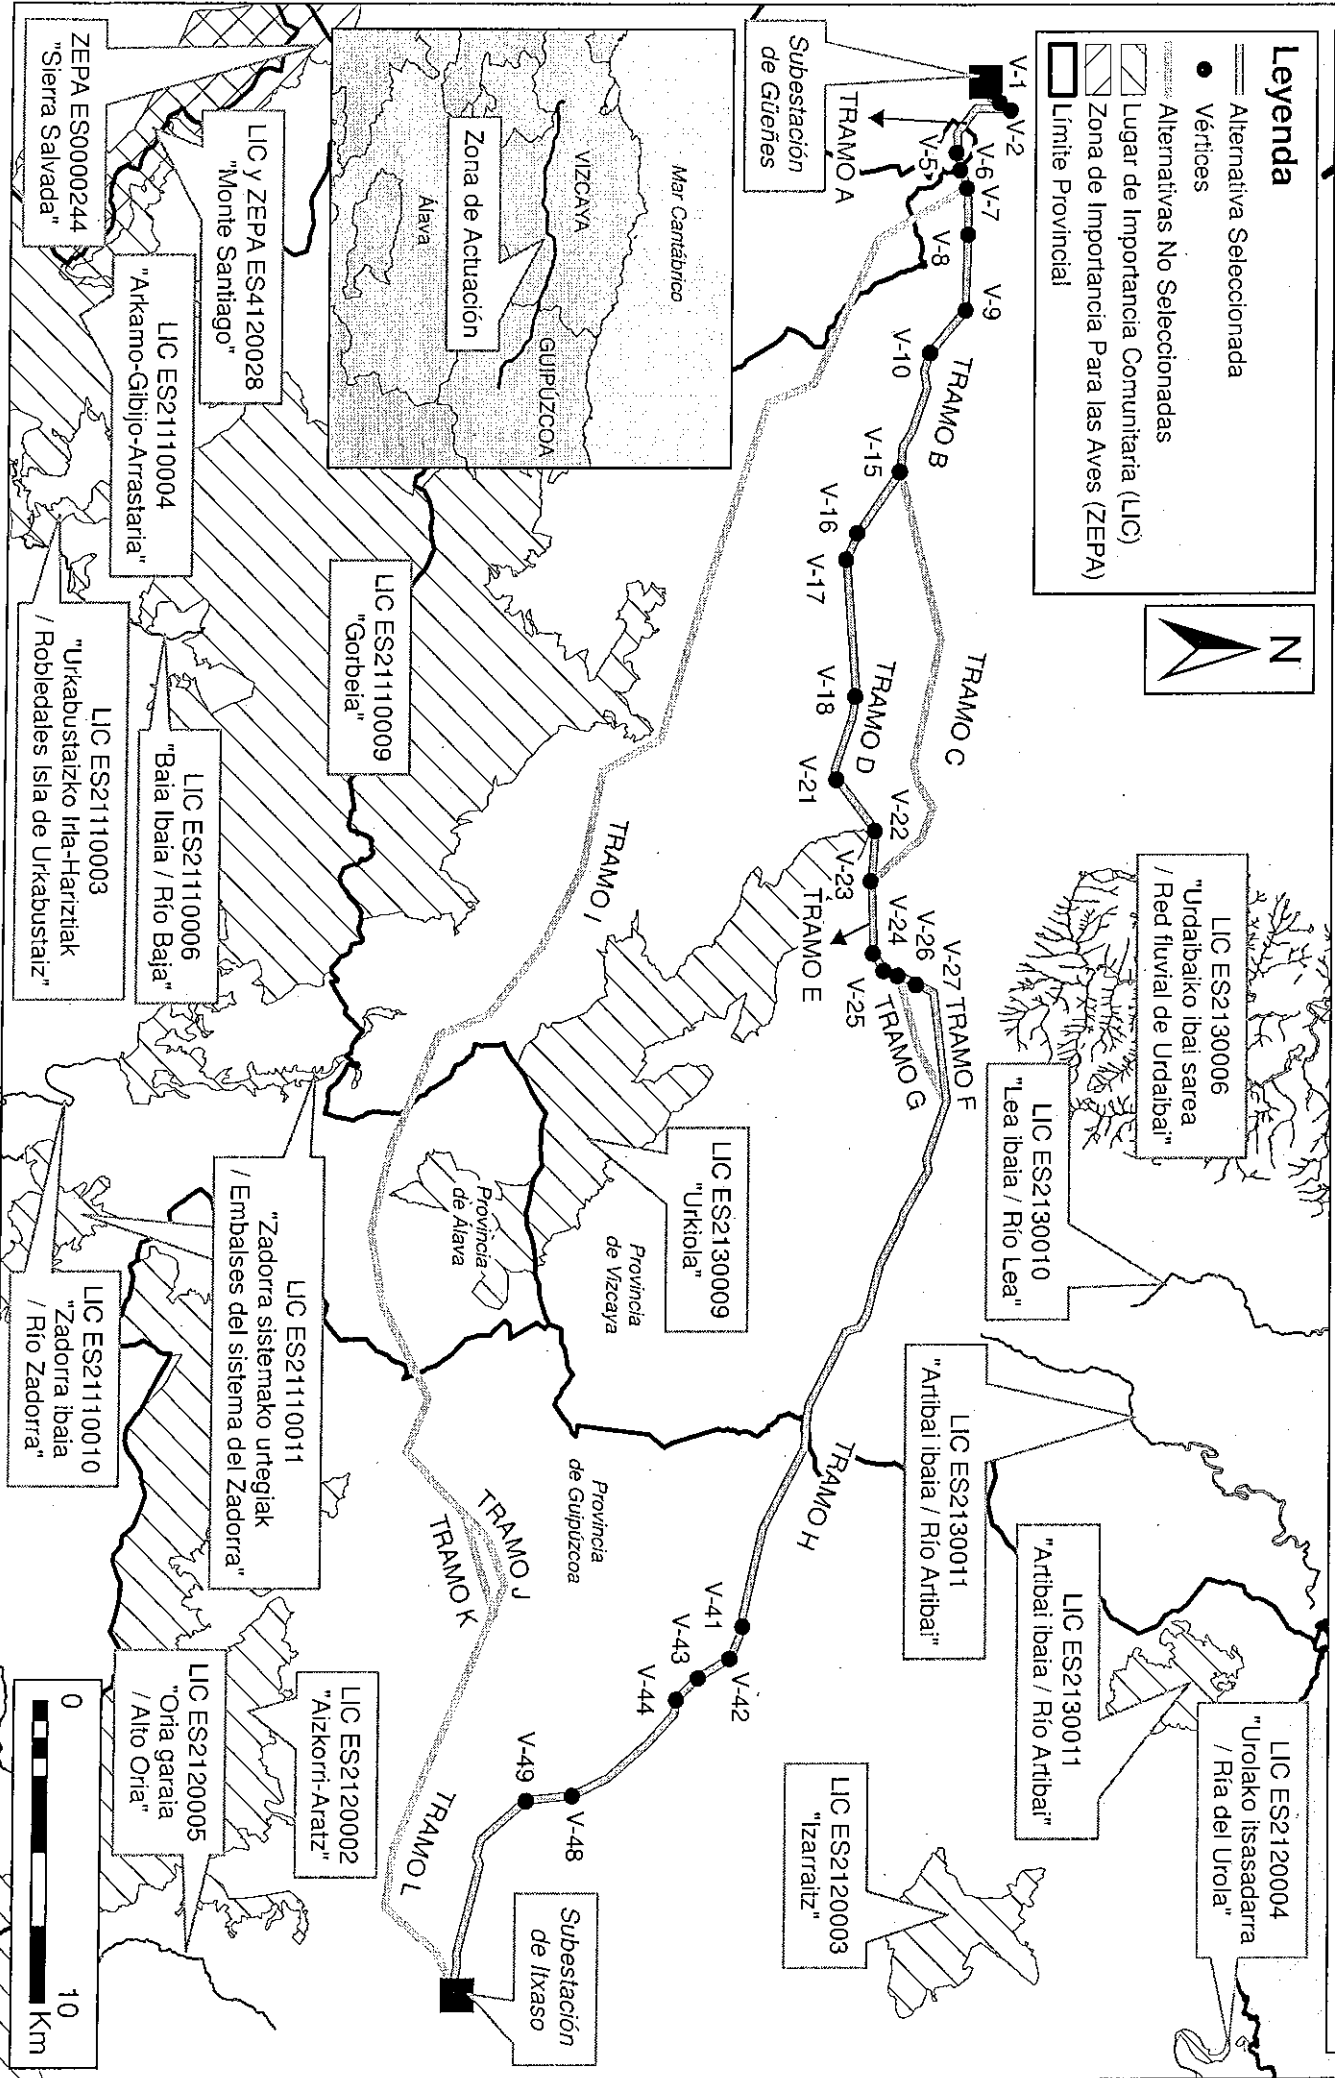 Leyenda
Alternativa Seleccionada
Vértices
Alternativas No Seleccionadas
Lugar de Importancia Comunitaria (LIC)
Zona de Importancia Para las Aves (ZEPA)
Límite Provincial
N
LIC ES2130006
"Urdaibaiko ibai sarea
/ Red fluvial de Urdaibai"
LIC ES2130010
"Lea ibaia / Río Lea"
LIC ES2130011
"Artibai ibaia / Río Artibai"
LIC ES2130011
"Artibai ibaia / Río Artibai"
LIC ES2120004
"Urolako itsasadarra
/ Ría del Urola"
LIC ES2120003
"Izarraitz"
V-1
V-2
Subestación
de Güeñes
TRAMO A
V-5
V-6
V-7
V-8
V-9
V-10
TRAMO B
V-15
V-16
V-17
TRAMO C
V-18
TRAMO D
V-21
V-22
V-23
TRAMO E
V-24
V-25
V-26
V-27
TRAMO F
TRAMO G
TRAMO H
V-41
V-42
V-43
V-44
V-48
V-49
Subestación
de Itxaso
TRAMO I
TRAMO J
TRAMO K
TRAMO L
LIC ES2130009
"Urkiola"
Provincia
de Vizcaya
Provincia
de Álava
Provincia
de Guipúzcoa
Mar Cantábrico
VIZCAYA
GUIPÚZCOA
Zona de Actuación
Álava
LIC ES2110009
"Gorbeia"
LIC y ZEPA ES4120028
"Monte Santiago"
ZEPA ES0000244
"Sierra Salvada"
LIC ES2110004
"Arkamo-Gibijo-Arrastaria"
LIC ES2110003
"Urkabustaizko Irla-Hariztiak
/ Robledales Isla de Urkabustaiz"
LIC ES2110006
"Baia Ibaia / Río Baja"
LIC ES2110011
"Zadorra sistemako urtegiak
/ Embalses del sistema del Zadorra"
LIC ES2110010
"Zadorra ibaia
/ Río Zadorra"
LIC ES2120002
"Aizkorri-Aratz"
LIC ES2120005
"Oria garaia
/ Alto Oria"
0 10
Km